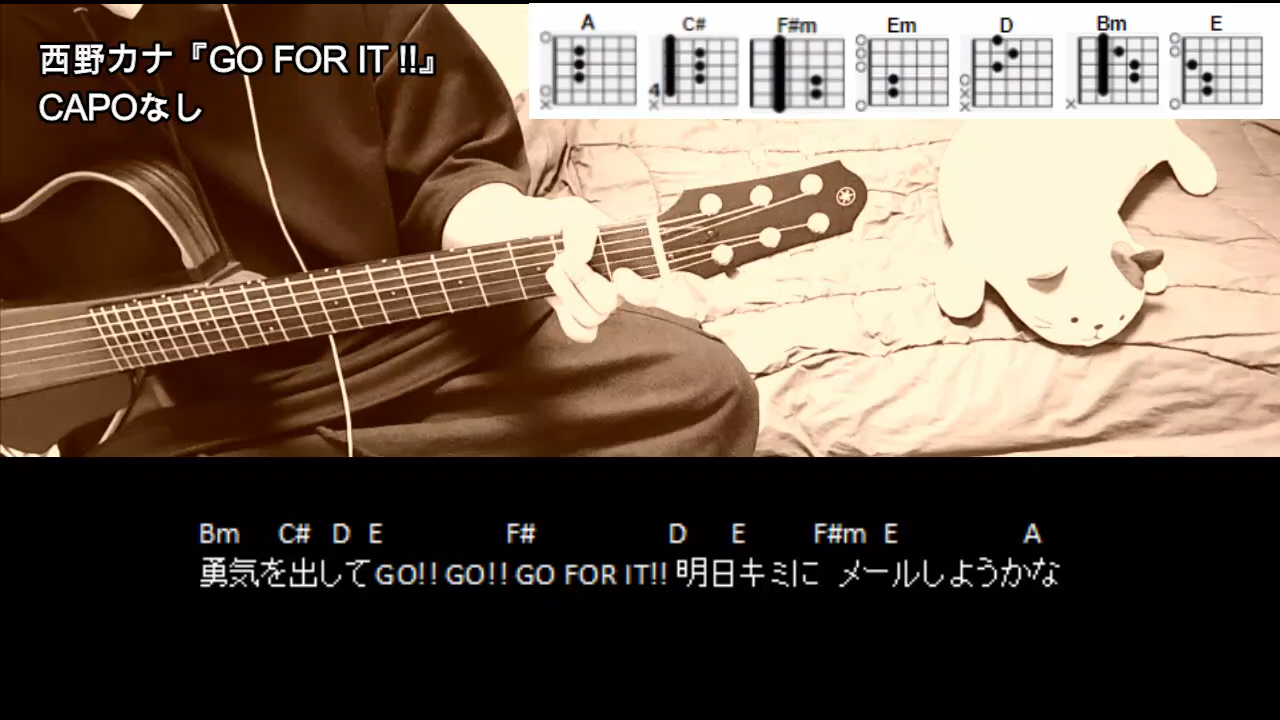 西野カナ『GO FOR IT !!』
CAPOなし
A C# F#m Em D Bm E
4
Bm C# D E F# D E F#m E A
勇気を出してGO!! GO!! GO FOR IT!! 明日キミに メールしようかな